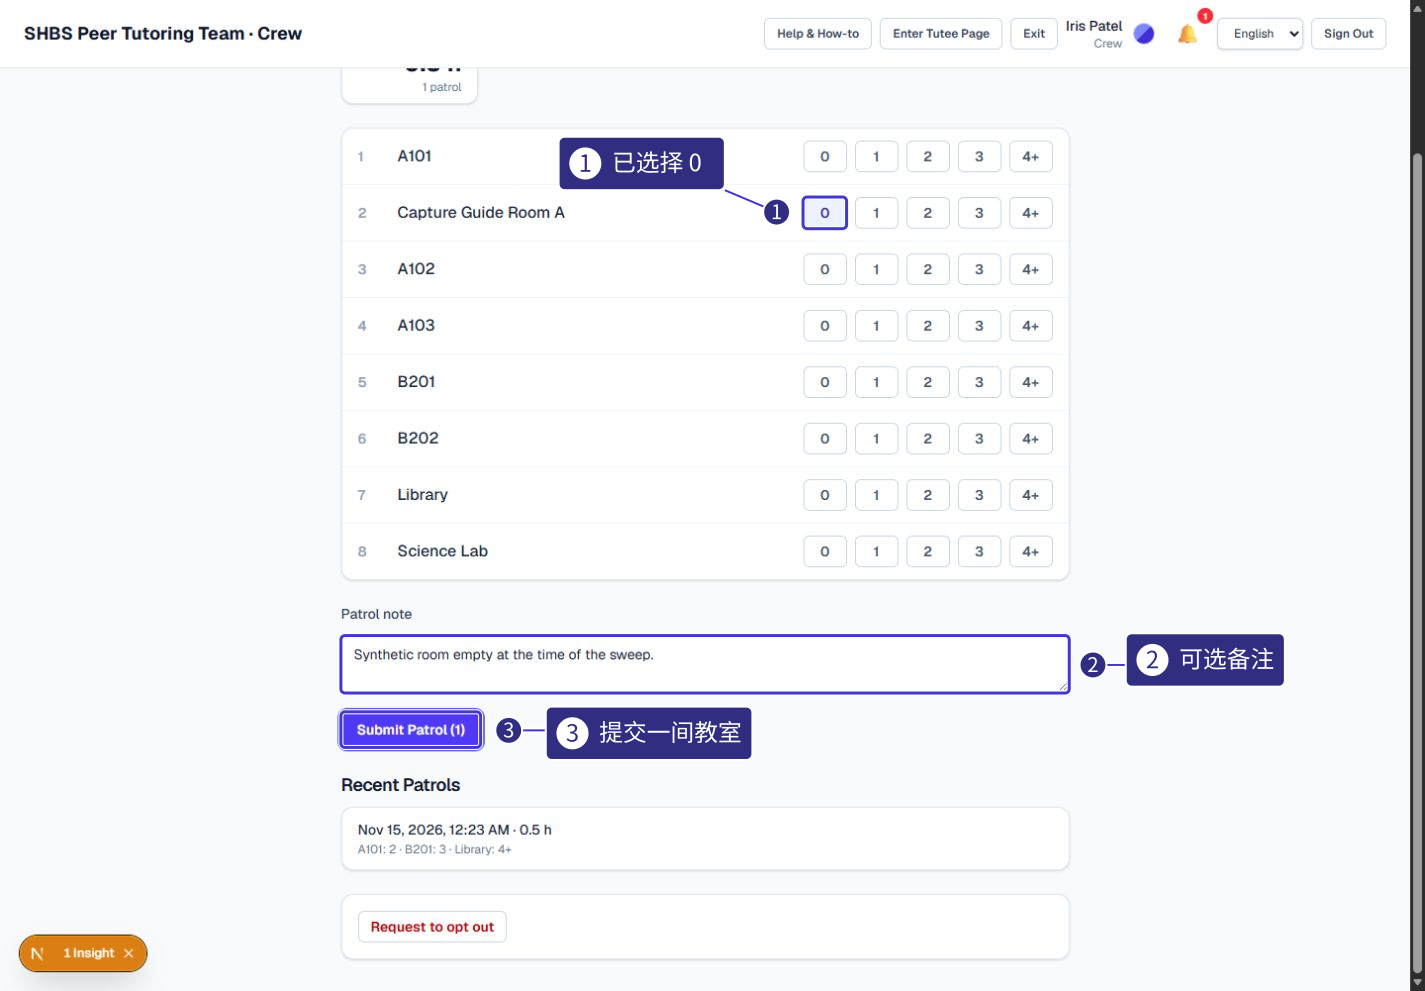 SHBS Peer Tutoring Team · Crew
Help & How-to
Enter Tutee Page
Exit
Iris Patel
Crew
1
English
Sign Out
1 patrol
1 A101 0 1 2 3 4+
① 已选择 0
1
2 Capture Guide Room A 0 1 2 3 4+
3 A102 0 1 2 3 4+
4 A103 0 1 2 3 4+
5 B201 0 1 2 3 4+
6 B202 0 1 2 3 4+
7 Library 0 1 2 3 4+
8 Science Lab 0 1 2 3 4+
Patrol note
Synthetic room empty at the time of the sweep.
2
② 可选备注
Submit Patrol (1)
3
③ 提交一间教室
Recent Patrols
Nov 15, 2026, 12:23 AM · 0.5 h
A101: 2 · B201: 3 · Library: 4+
Request to opt out
N 1 Insight ×